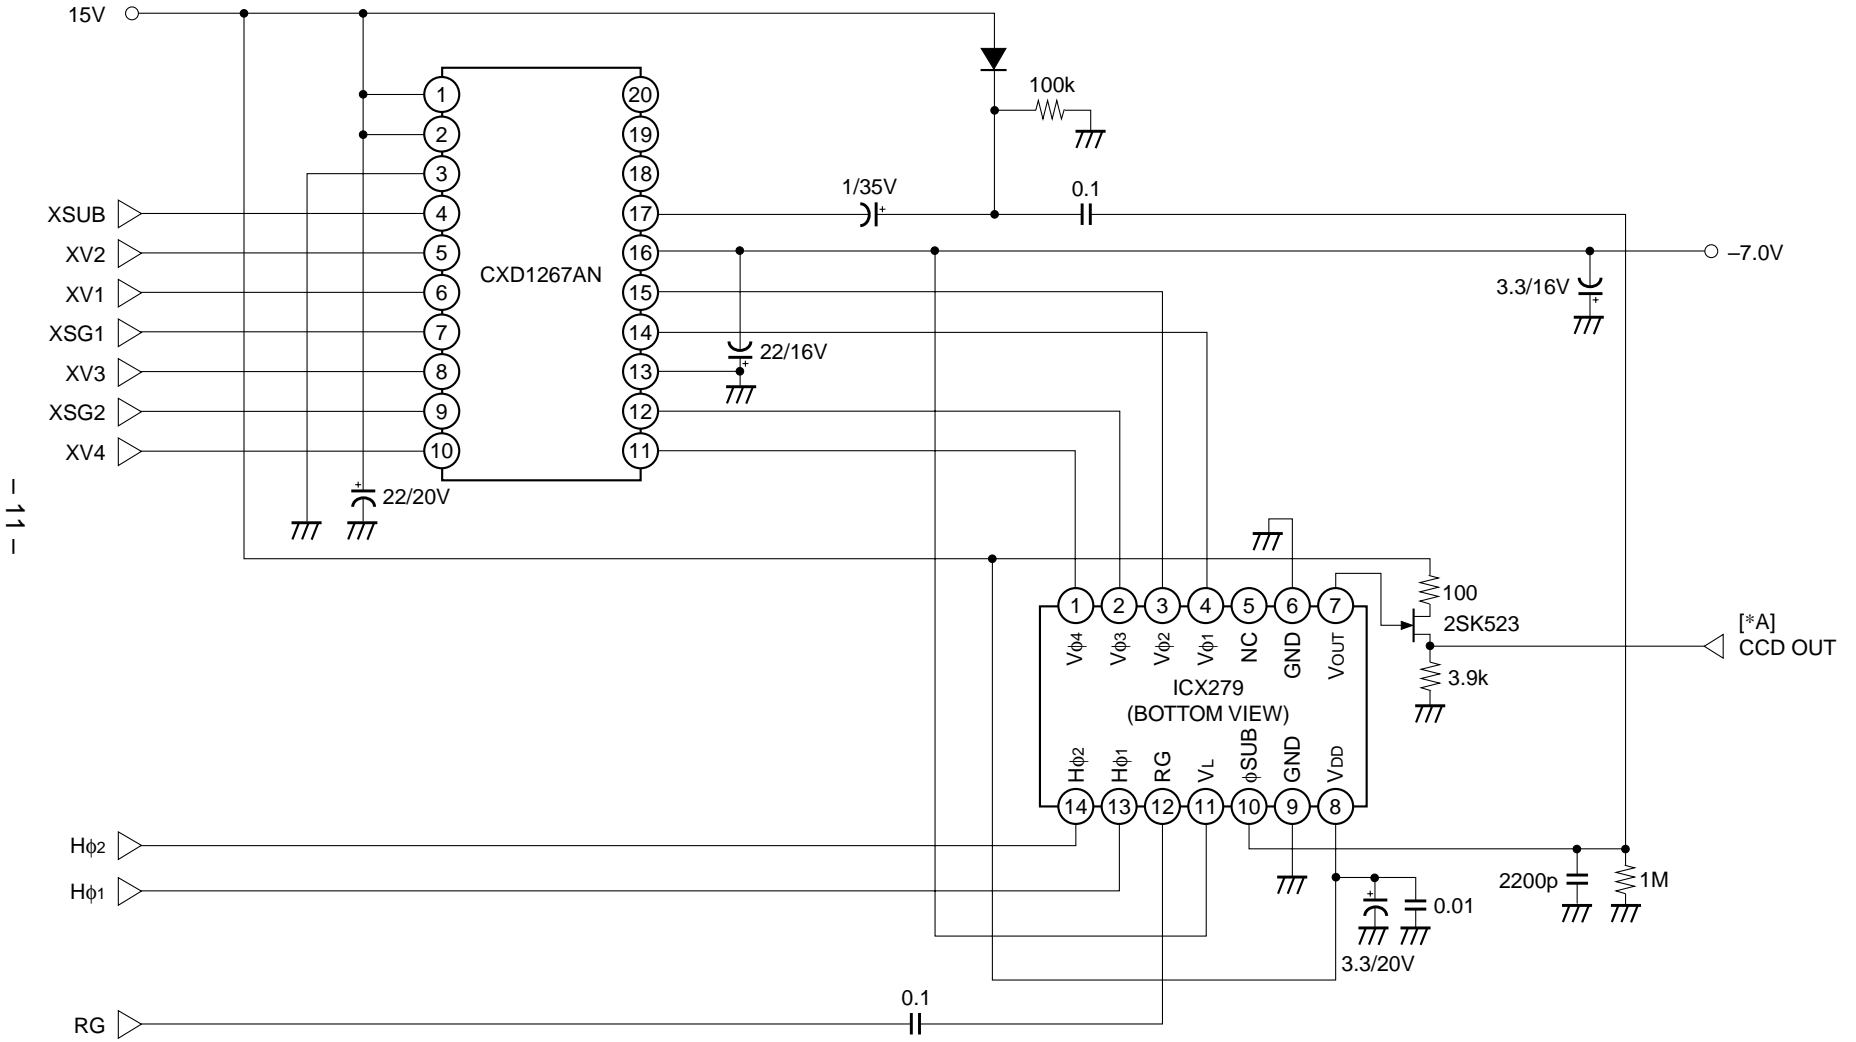 15V
100k
1/35V
0.1
1 20
2 19
3 18
XSUB 4 17
XV2 5 16
–7.0V
CXD1267AN
XV1 6 15
3.3/16V
XSG1 7 14
22/16V
XV3 8 13
XSG2 9 12
XV4 10 11
22/20V
– 11 –
1 2 3 4 5 6 7
100
2SK523
[*A]
CCD OUT
3.9k
Vϕ4 Vϕ3 Vϕ2 Vϕ1 NC GND VOUT
ICX279
(BOTTOM VIEW)
Hϕ2 Hϕ1 RG VL ϕSUB GND VDD
14 13 12 11 10 9 8
Hϕ2
Hϕ1
2200p
1M
0.01
3.3/20V
0.1
RG